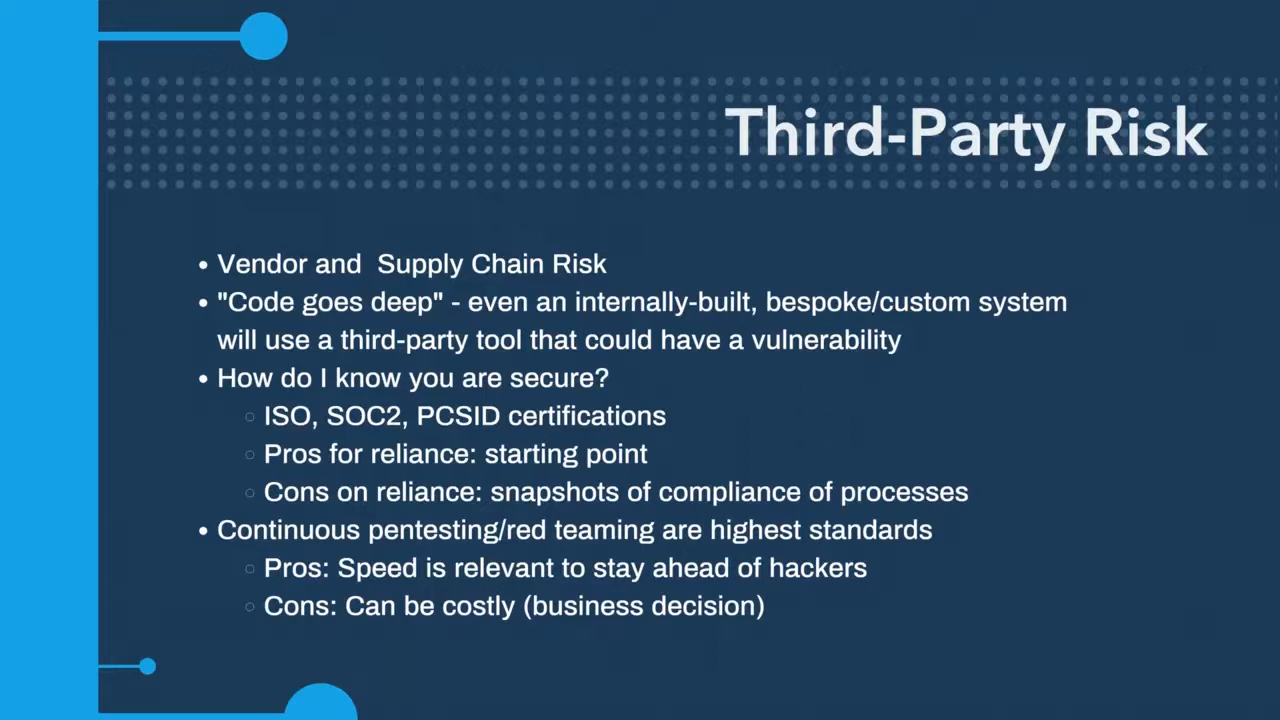 Third-Party Risk
• Vendor and  Supply Chain Risk
• "Code goes deep" - even an internally-built, bespoke/custom system
will use a third-party tool that could have a vulnerability
• How do I know you are secure?
○ ISO, SOC2, PCSID certifications
○ Pros for reliance: starting point
○ Cons on reliance: snapshots of compliance of processes
• Continuous pentesting/red teaming are highest standards
○ Pros: Speed is relevant to stay ahead of hackers
○ Cons: Can be costly (business decision)